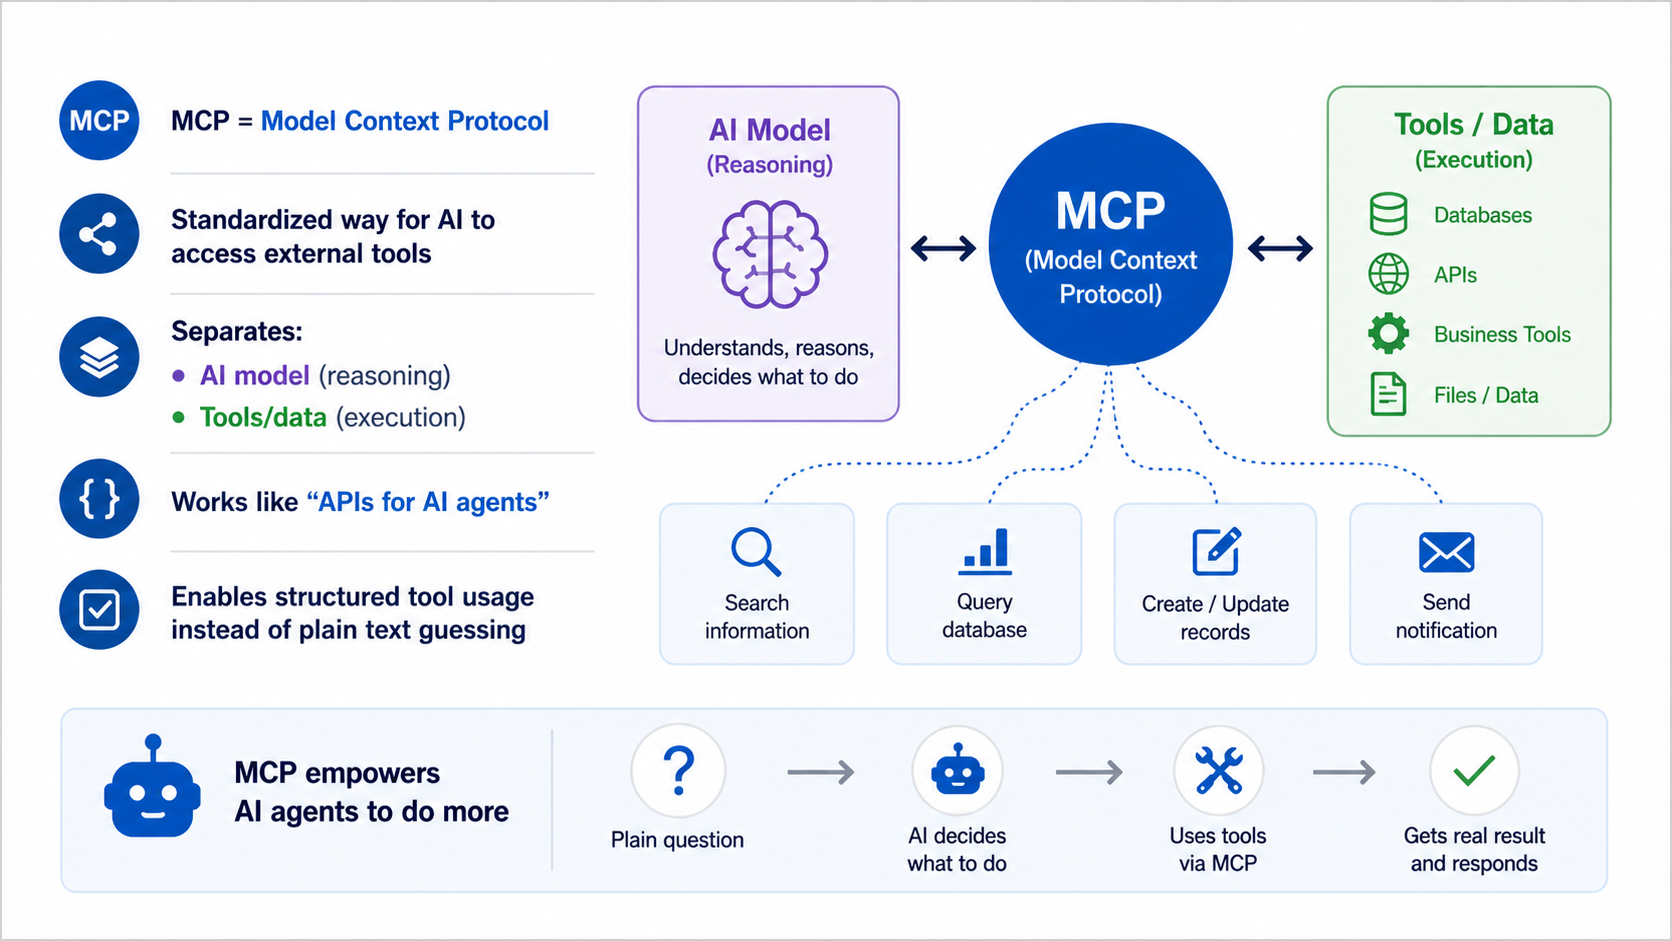 MCP
MCP = Model Context Protocol
Standardized way for AI to
access external tools
Separates:
• AI model (reasoning)
• Tools/data (execution)
Works like “APIs for AI agents”
Enables structured tool usage
instead of plain text guessing
AI Model
(Reasoning)
Understands, reasons,
decides what to do
MCP
(Model Context
Protocol)
Tools / Data
(Execution)
Databases
APIs
Business Tools
Files / Data
Search
information
Query
database
Create / Update
records
Send
notification
MCP empowers
AI agents to do more
Plain question
AI decides
what to do
Uses tools
via MCP
Gets real result
and responds